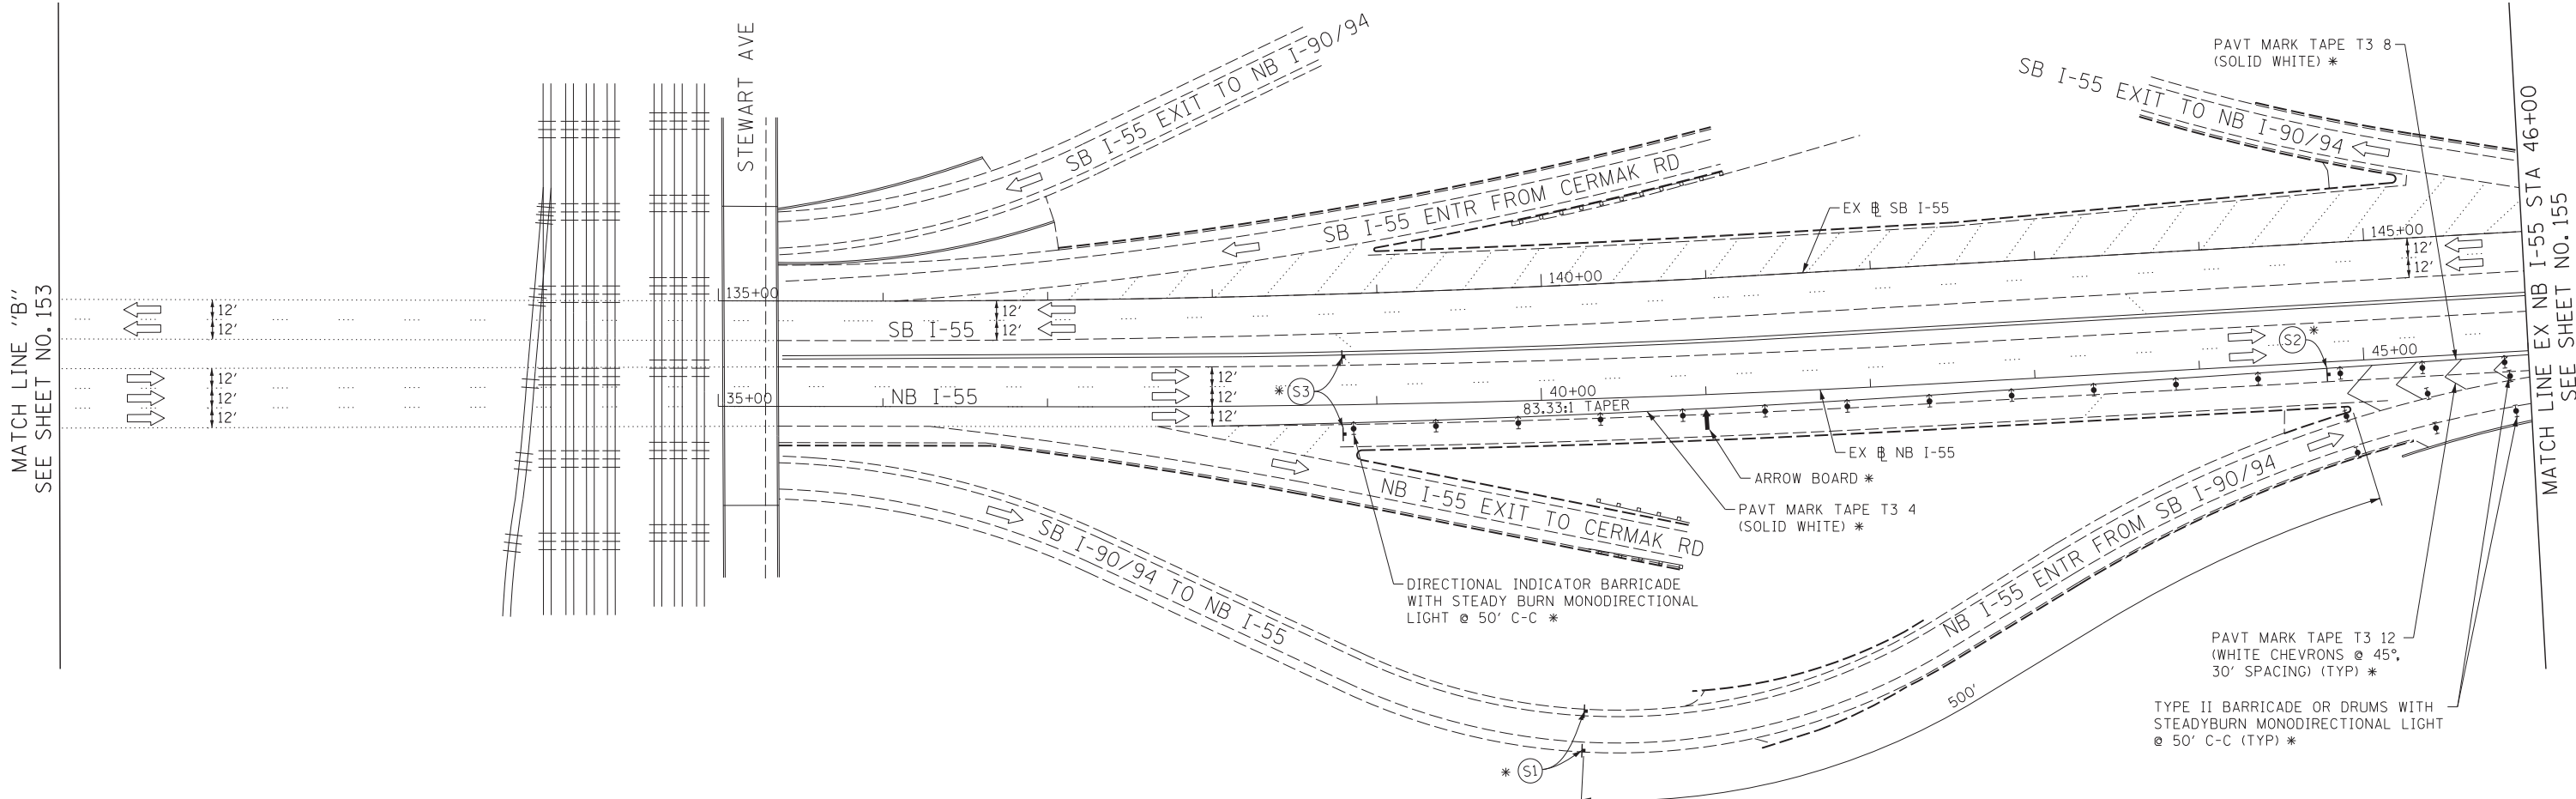 MATCH LINE "B"
SEE SHEET NO. 153
12'
12'
12'
12'
12'
STEWART AVE
135+00
35+00
SB I-55
12'
12'
NB I-55
12'
12'
12'
SB I-55 EXIT TO NB I-90/94
SB I-55 ENTR FROM CERMAK RD
EX BL SB I-55
140+00
SB I-55 EXIT TO NB I-90/94
PAVT MARK TAPE T3 8
(SOLID WHITE) *
145+00
12'
12'
* S3
40+00
83.33:1 TAPER
S2 *
45+00
EX BL NB I-55
ARROW BOARD *
PAVT MARK TAPE T3 4
(SOLID WHITE) *
NB I-55 EXIT TO CERMAK RD
DIRECTIONAL INDICATOR BARRICADE
WITH STEADY BURN MONODIRECTIONAL
LIGHT @ 50' C-C *
SB I-90/94 TO NB I-55
NB I-55 ENTR FROM SB I-90/94
500'
* S1
PAVT MARK TAPE T3 12
(WHITE CHEVRONS @ 45°,
30' SPACING) (TYP) *
TYPE II BARRICADE OR DRUMS WITH
STEADYBURN MONODIRECTIONAL LIGHT
@ 50' C-C (TYP) *
MATCH LINE EX NB I-55 STA 46+00
SEE SHEET NO. 155